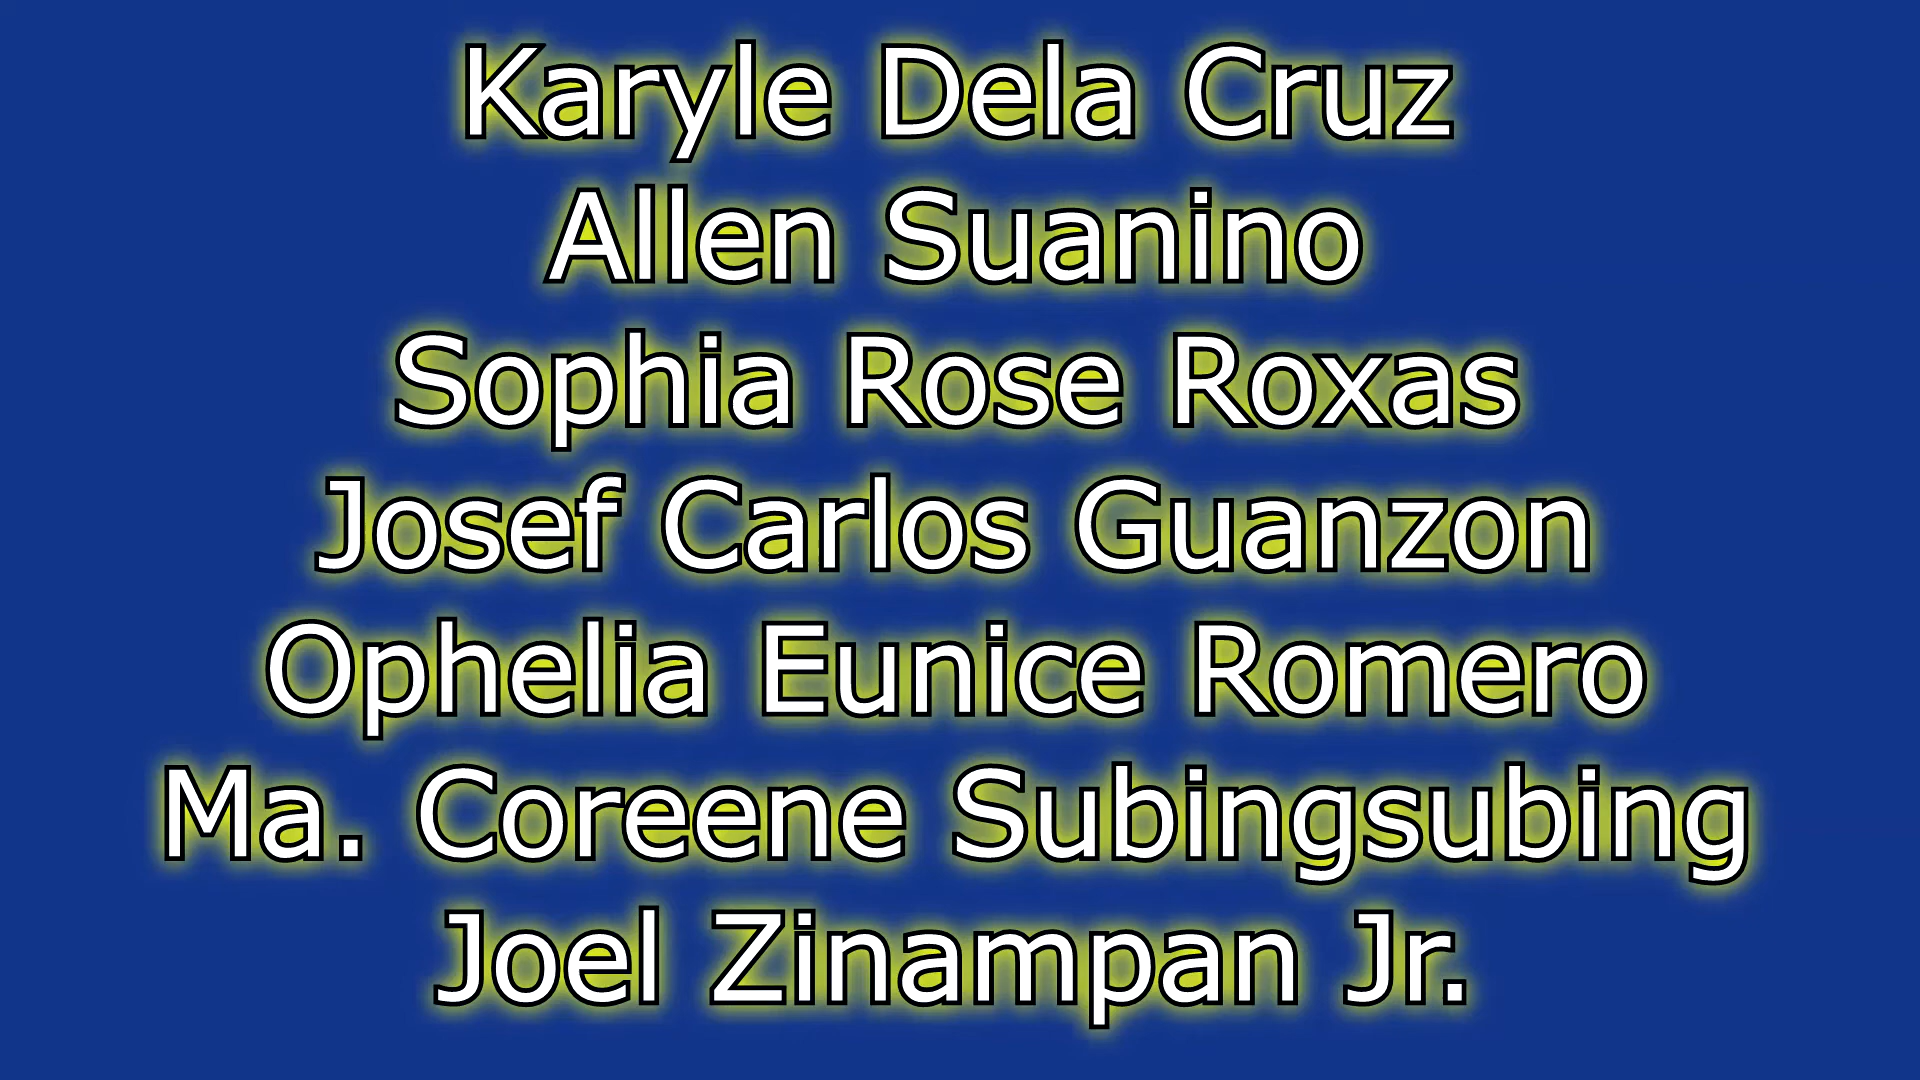 Karyle Dela Cruz
Allen Suanino
Sophia Rose Roxas
Josef Carlos Guanzon
Ophelia Eunice Romero
Ma. Coreene Subingsubing
Joel Zinampan Jr.